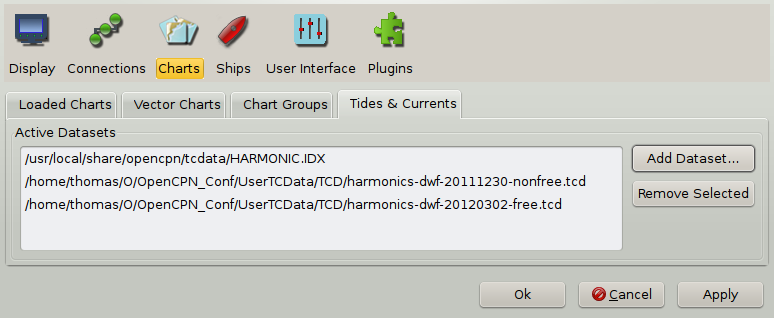 Display Connections Charts Ships User Interface Plugins
Loaded Charts Vector Charts Chart Groups Tides & Currents
Active Datasets
/usr/local/share/opencpn/tcdata/HARMONIC.IDX
/home/thomas/O/OpenCPN_Conf/UserTCData/TCD/harmonics-dwf-20111230-nonfree.tcd
/home/thomas/O/OpenCPN_Conf/UserTCData/TCD/harmonics-dwf-20120302-free.tcd
Add Dataset...
Remove Selected
Ok Cancel Apply